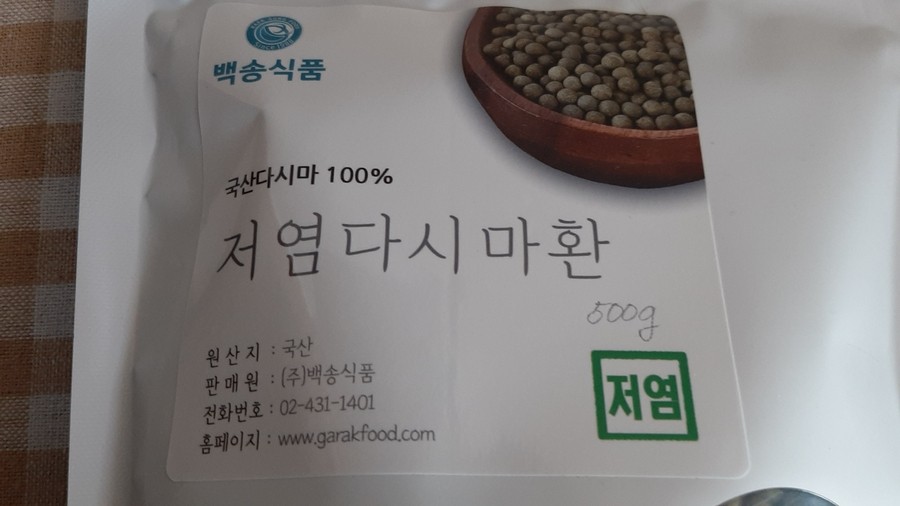 백송식품
국산다시마 100%
저염다시마환
500g
원산지 : 국산
판매원 : (주)백송식품
전화번호 : 02-431-1401
홈페이지 : www.garakfood.com
저염